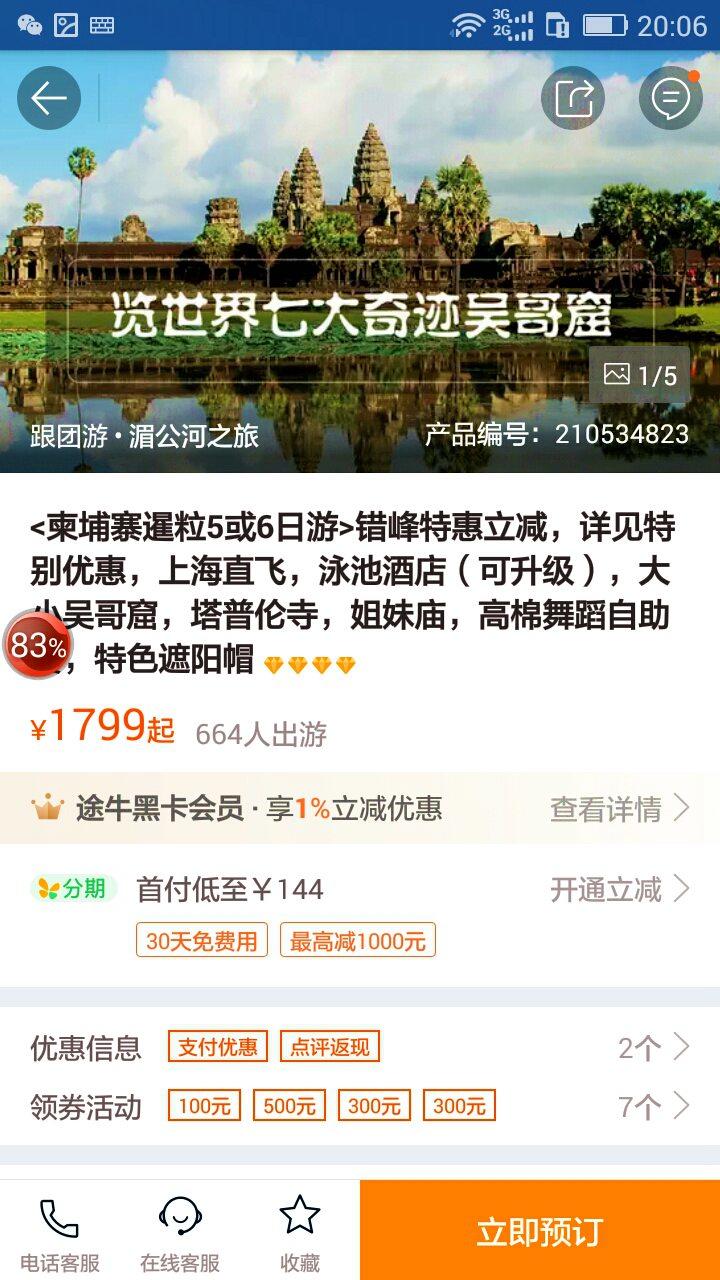 3G
2G
20:06
览世界七大奇迹吴哥窟
1/5
跟团游·湄公河之旅
产品编号：210534823
<柬埔寨暹粒5或6日游>错峰特惠立减，详见特
别优惠，上海直飞，泳池酒店（可升级），大
小吴哥窟，塔普伦寺，姐妹庙，高棉舞蹈自助
83%
，特色遮阳帽
¥1799起
664人出游
途牛黑卡会员·享1%立减优惠
查看详情
分期
首付低至￥144
开通立减
30天免费用
最高减1000元
优惠信息
支付优惠
点评返现
2个
领券活动
100元
500元
300元
300元
7个
电话客服
在线客服
收藏
立即预订